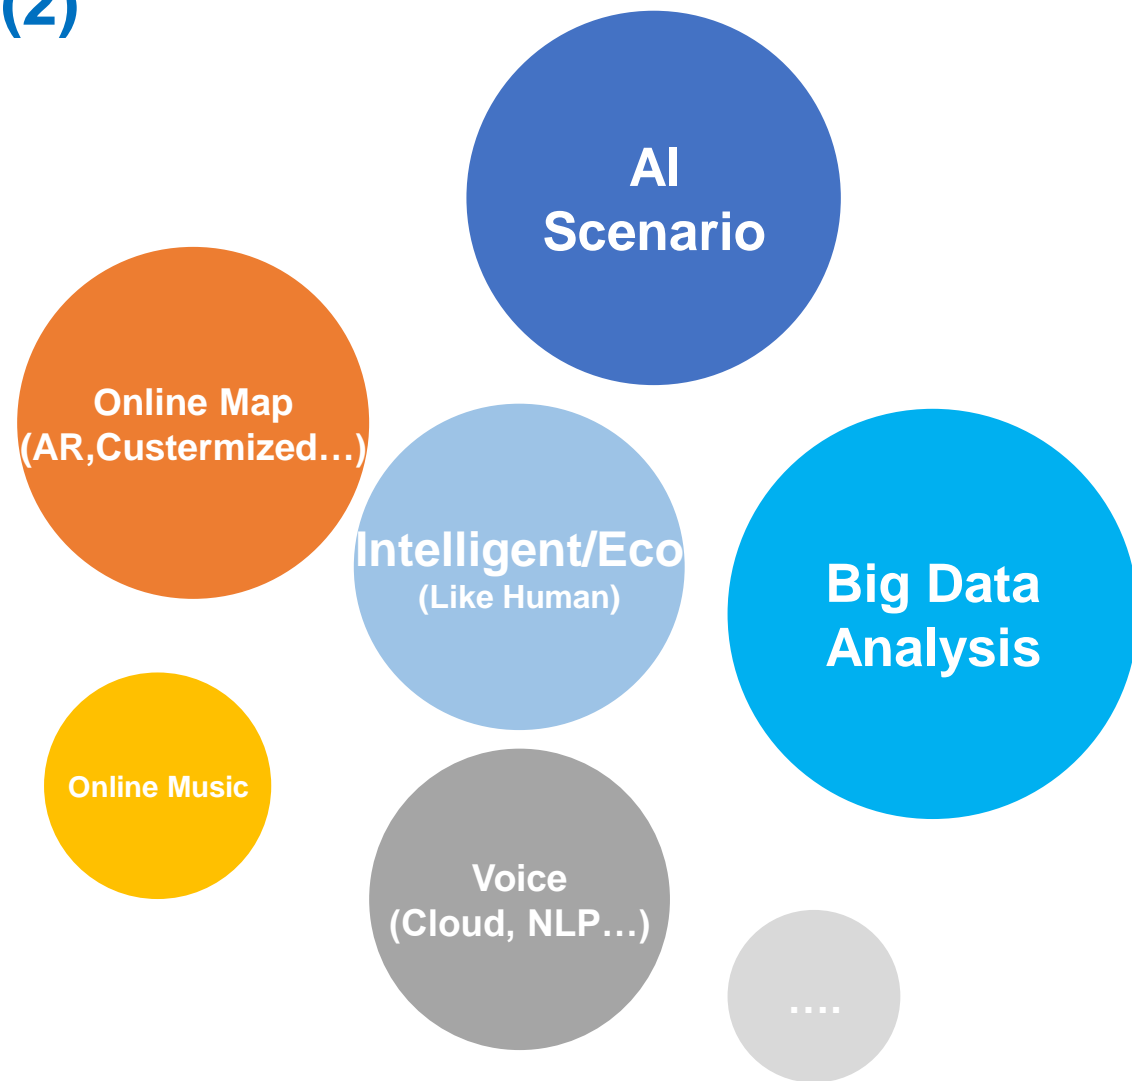 (2)
AI
Scenario
Online Map
(AR,Custermized…)
Intelligent/Eco
(Like Human)
Big Data
Analysis
Online Music
Voice
(Cloud, NLP…)
….